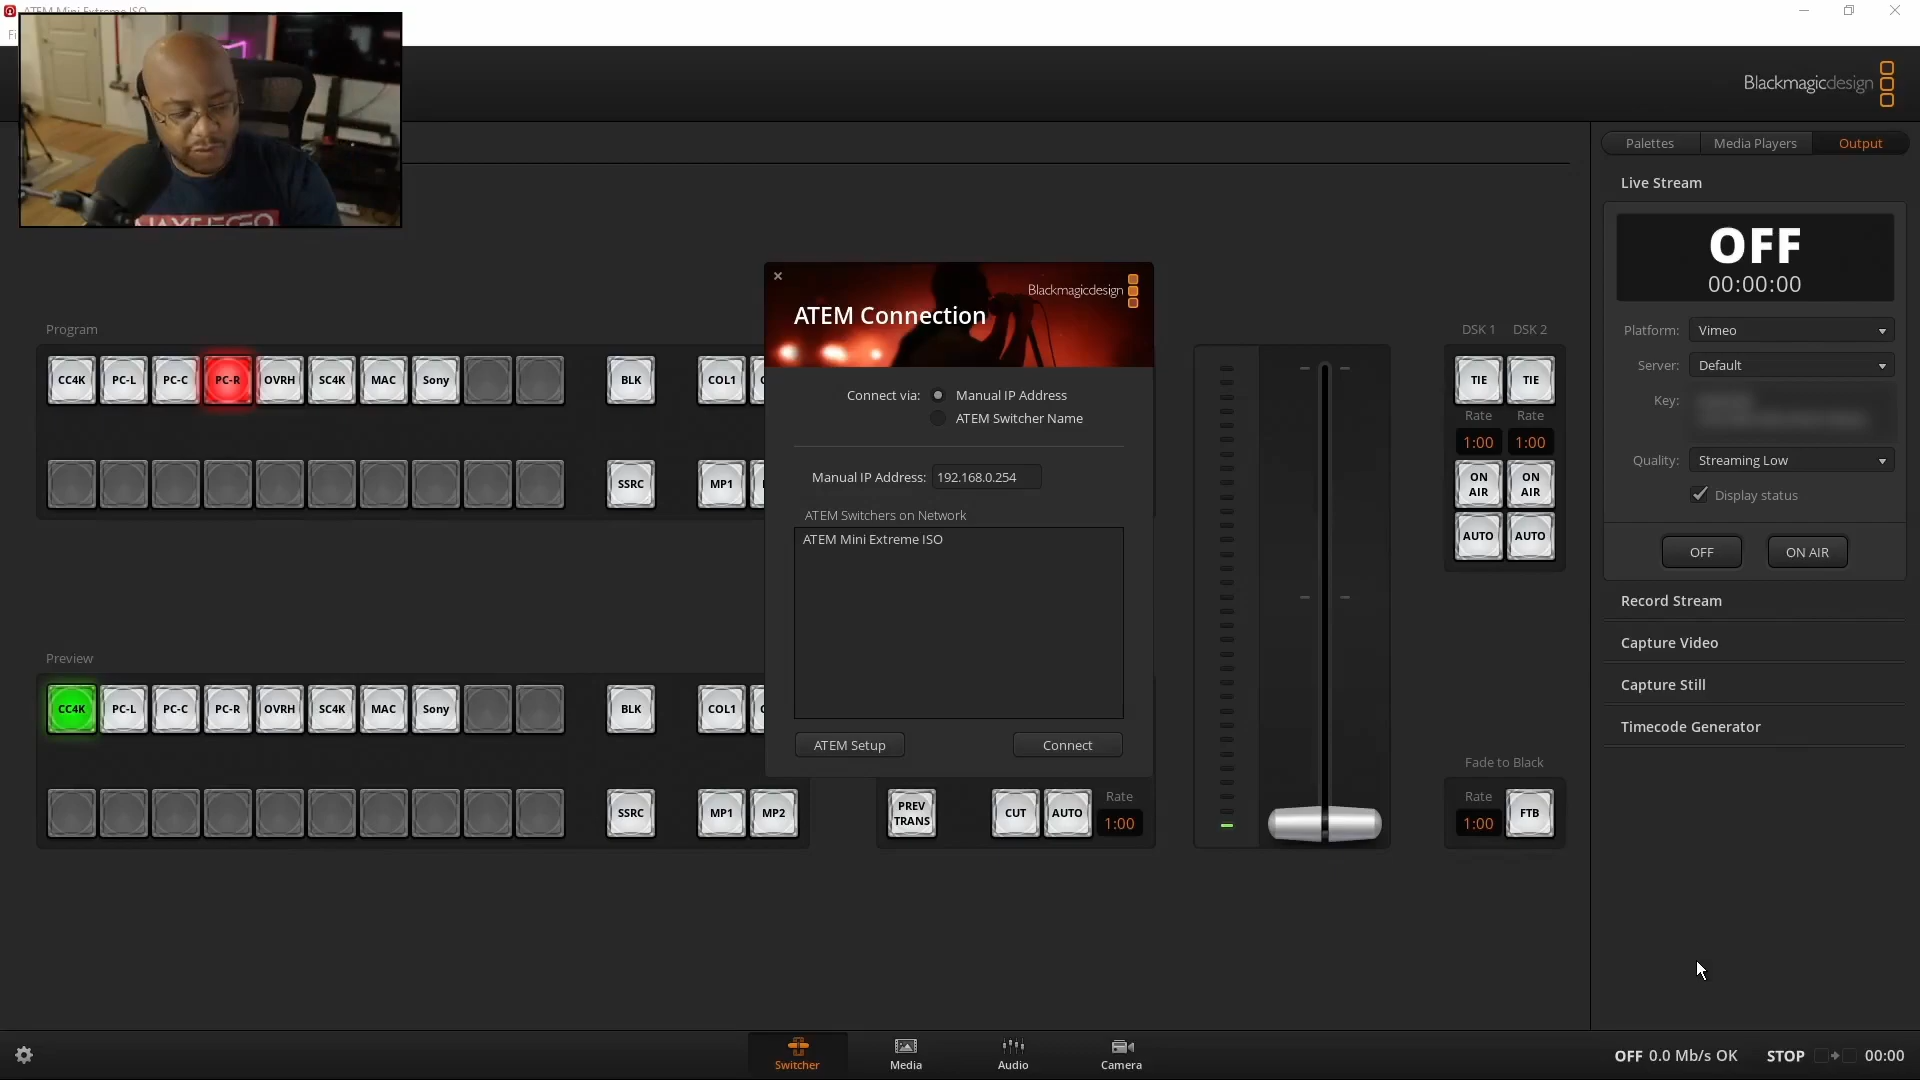 ATEM Mini Extreme ISO
Fi
Blackmagicdesign
Palettes
Media Players
Output
Live Stream
OFF
00:00:00
Platform: Vimeo
Server: Default
Key:
Quality: Streaming Low
Display status
OFF
ON AIR
Record Stream
Capture Video
Capture Still
Timecode Generator
Program
CC4K PC-L PC-C PC-R OVRH SC4K MAC Sony
BLK
COL1
SSRC
MP1
Blackmagicdesign
ATEM Connection
Connect via: Manual IP Address
ATEM Switcher Name
Manual IP Address: 192.168.0.254
ATEM Switchers on Network
ATEM Mini Extreme ISO
ATEM Setup
Connect
DSK 1 DSK 2
TIE TIE
Rate Rate
1:00 1:00
ON AIR ON AIR
AUTO AUTO
Preview
CC4K PC-L PC-C PC-R OVRH SC4K MAC Sony
BLK
COL1
SSRC
MP1 MP2
PREV TRANS
CUT AUTO
Rate
1:00
Fade to Black
Rate
1:00
FTB
Switcher
Media
Audio
Camera
OFF 0.0 Mb/s OK
STOP
00:00